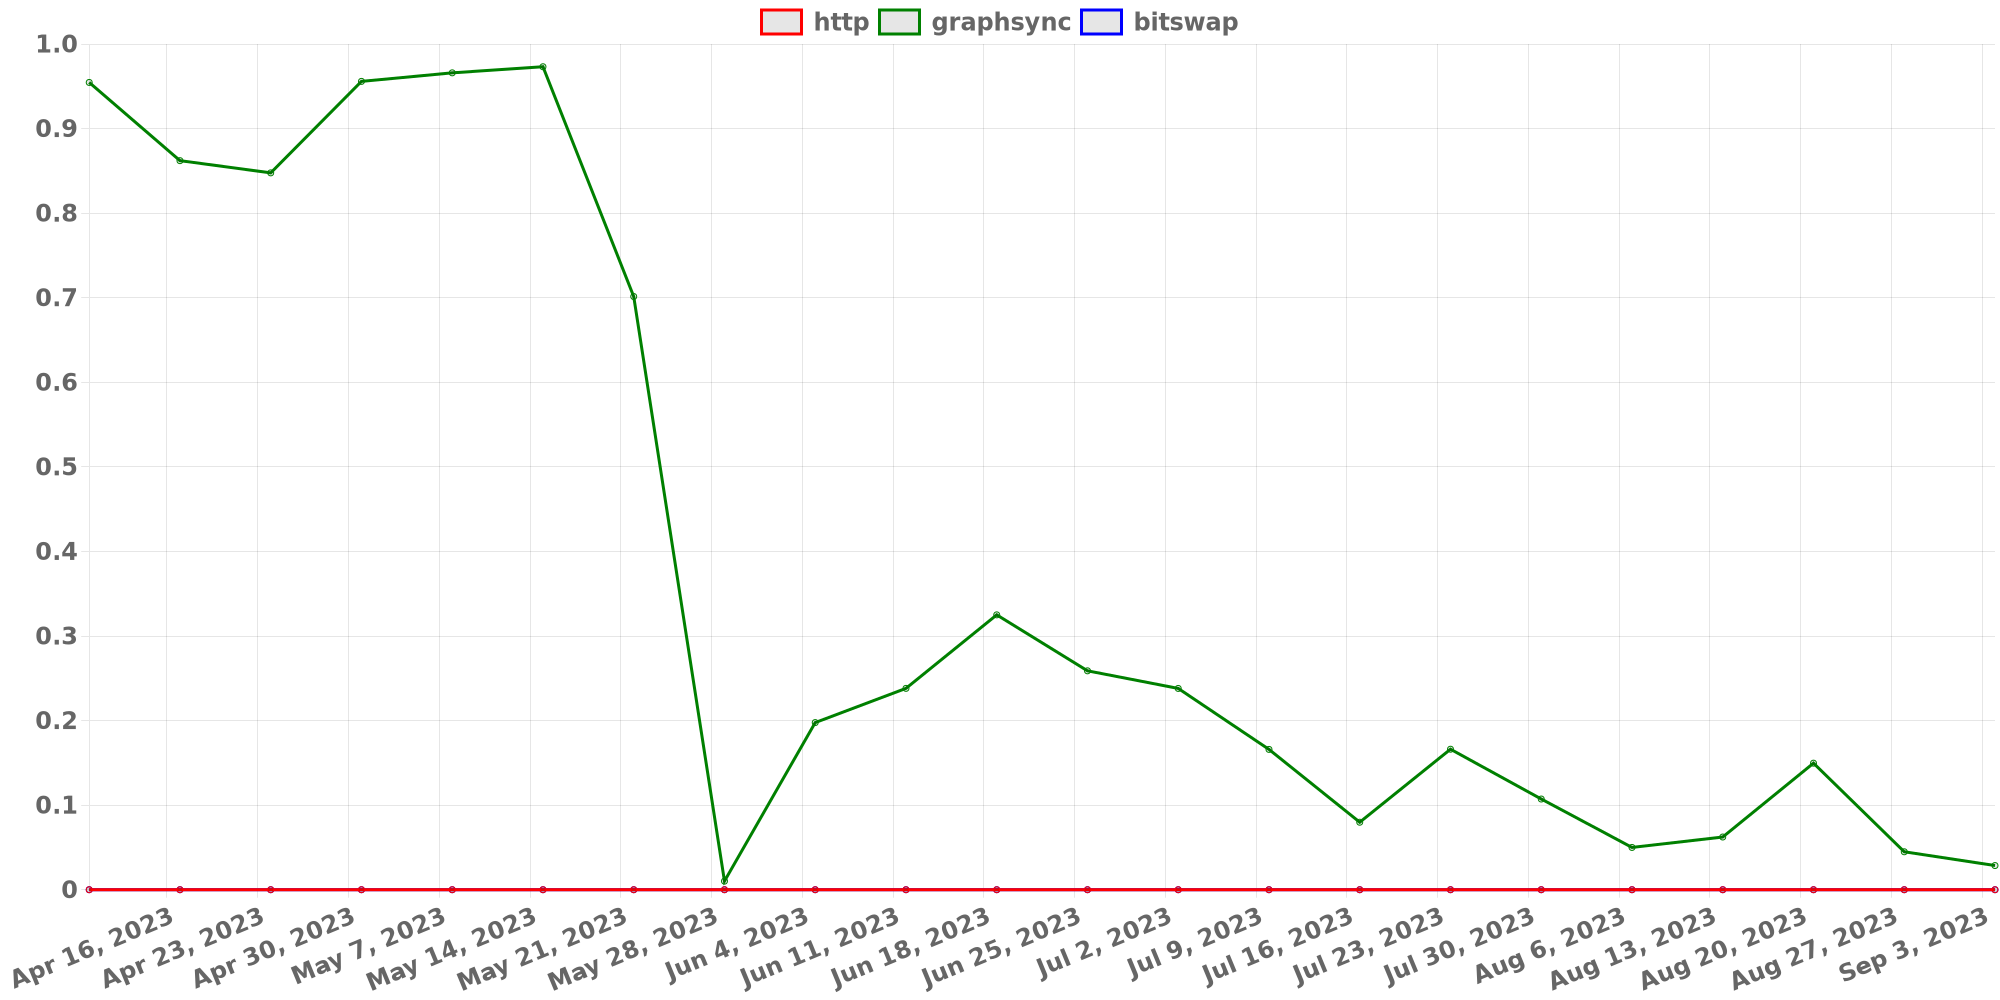 http graphsync bitswap
1.0
0.9
0.8
0.7
0.6
0.5
0.4
0.3
0.2
0.1
0
Apr 16, 2023
Apr 23, 2023
Apr 30, 2023
May 7, 2023
May 14, 2023
May 21, 2023
May 28, 2023
Jun 4, 2023
Jun 11, 2023
Jun 18, 2023
Jun 25, 2023
Jul 2, 2023
Jul 9, 2023
Jul 16, 2023
Jul 23, 2023
Jul 30, 2023
Aug 6, 2023
Aug 13, 2023
Aug 20, 2023
Aug 27, 2023
Sep 3, 2023